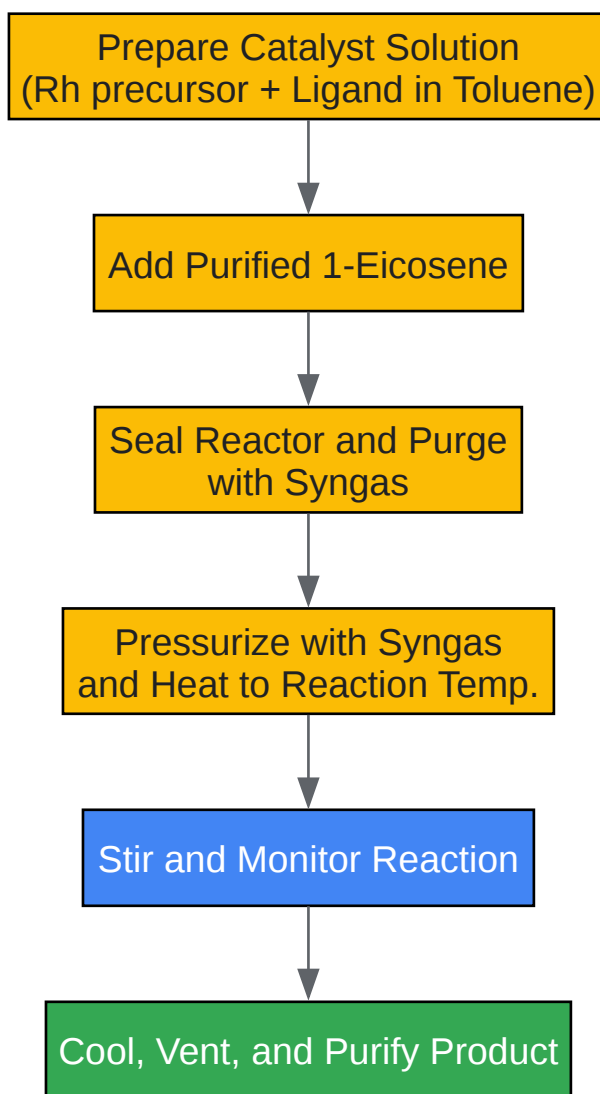 Prepare Catalyst Solution
(Rh precursor + Ligand in Toluene)
Add Purified 1-Eicosene
Seal Reactor and Purge
with Syngas
Pressurize with Syngas
and Heat to Reaction Temp.
Stir and Monitor Reaction
Cool, Vent, and Purify Product